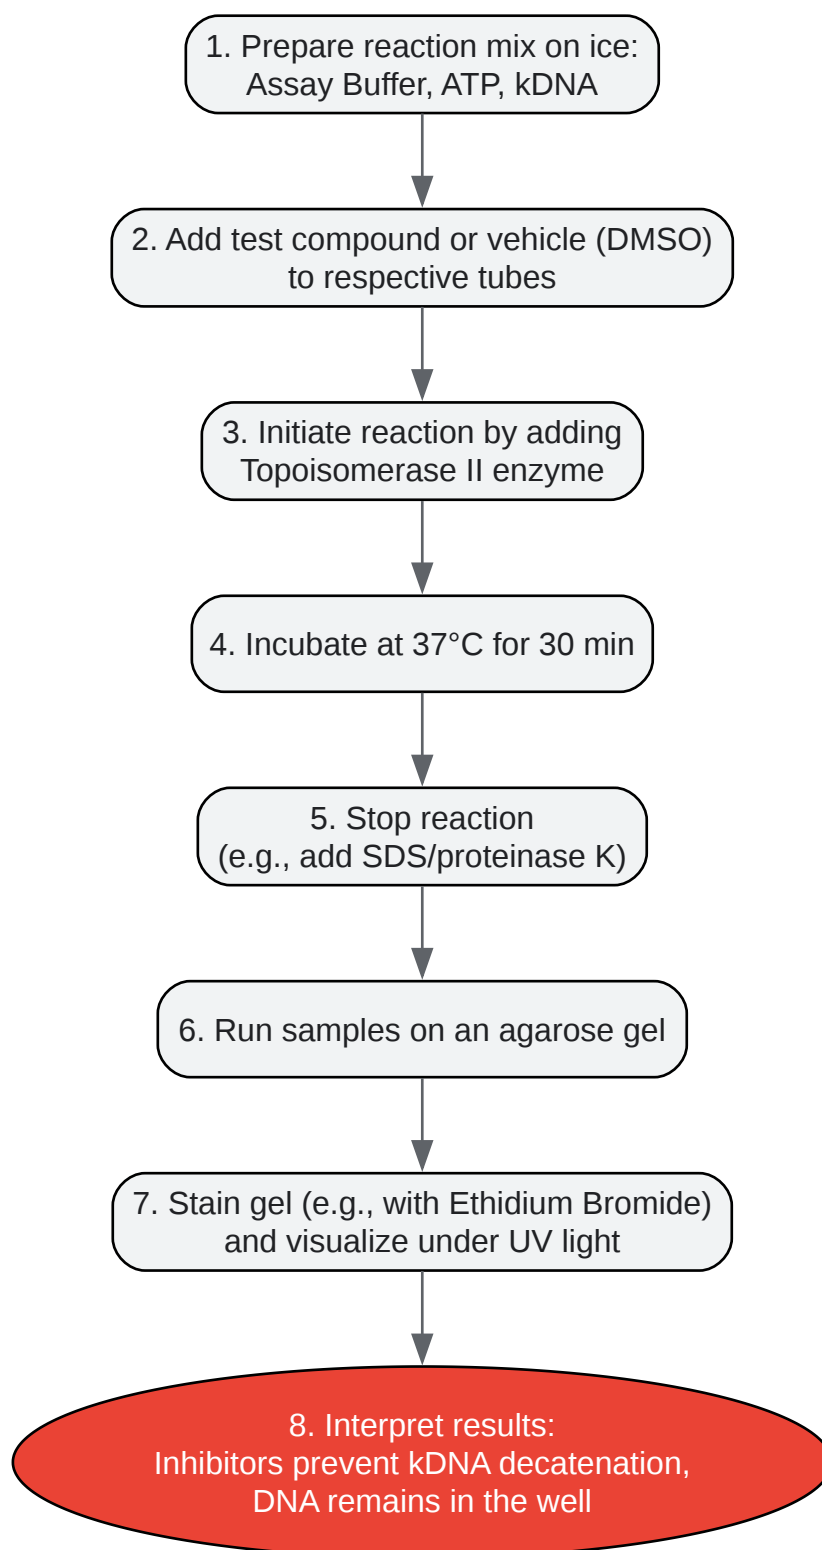 1. Prepare reaction mix on ice:
Assay Buffer, ATP, kDNA
2. Add test compound or vehicle (DMSO)
to respective tubes
3. Initiate reaction by adding
Topoisomerase II enzyme
4. Incubate at 37°C for 30 min
5. Stop reaction
(e.g., add SDS/proteinase K)
6. Run samples on an agarose gel
7. Stain gel (e.g., with Ethidium Bromide)
and visualize under UV light
8. Interpret results:
Inhibitors prevent kDNA decatenation,
DNA remains in the well